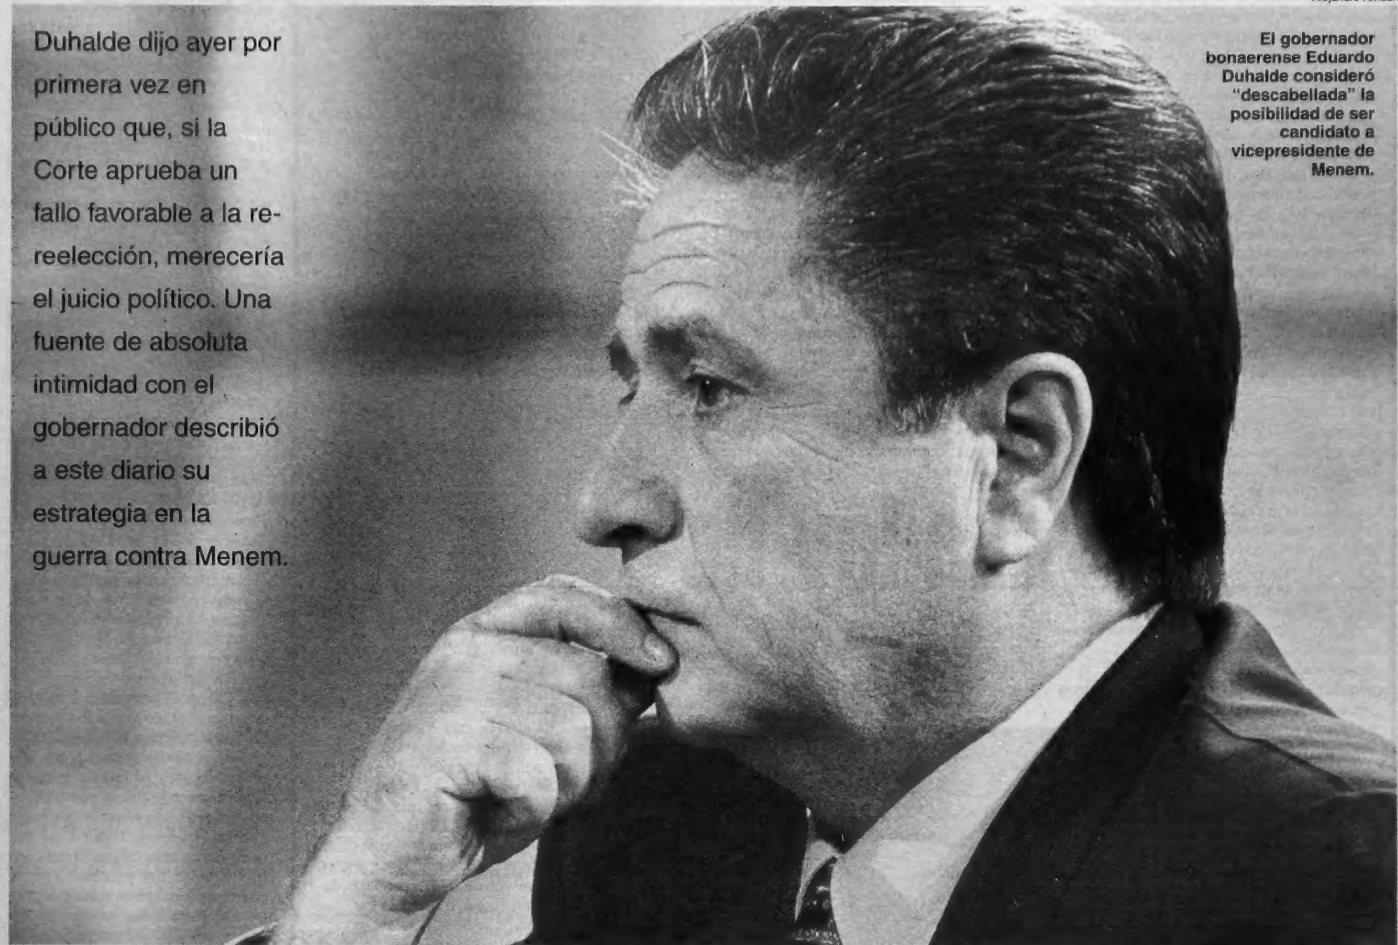 Duhalde dijo ayer por
primera vez en
público que, si la
Corte aprueba un
fallo favorable a la re-
reelección, merecería
el juicio político. Una
fuente de absoluta
intimidad con el
gobernador describió
a este diario su
estrategia en la
guerra contra Menem.
El gobernador
bonaerense Eduardo
Duhalde consideró
“descabellada” la
posibilidad de ser
candidato a
vicepresidente de
Menem.